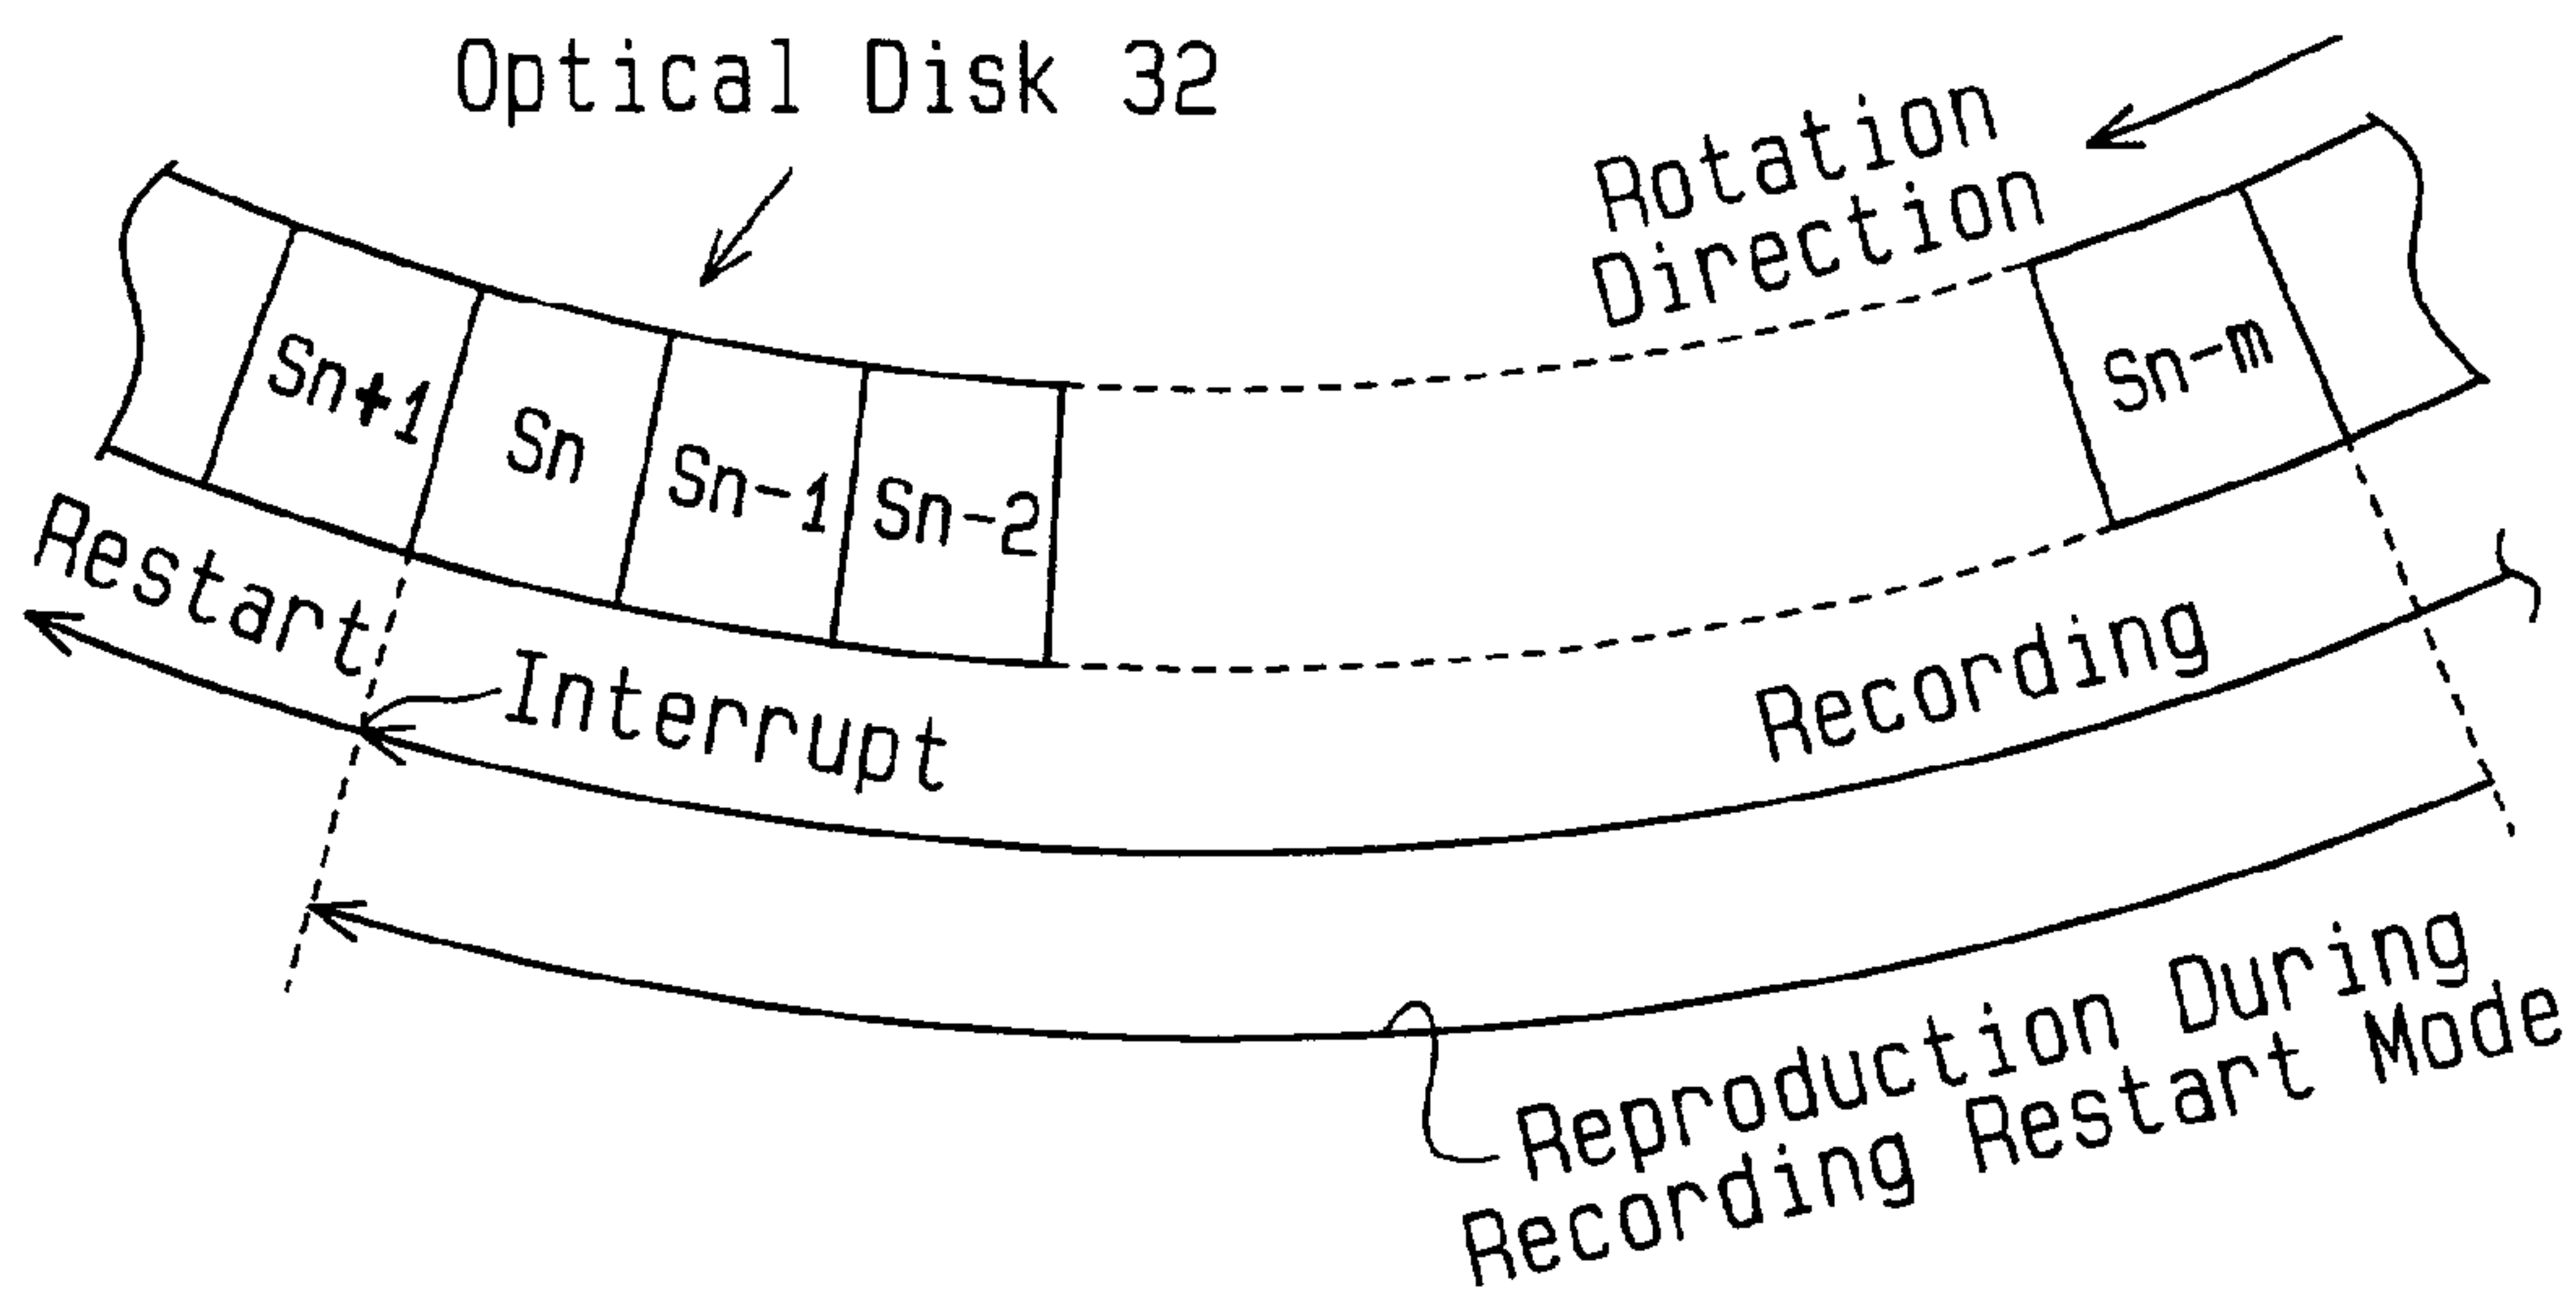 Optical Disk 32
Rotation
Direction
Sn+1
Sn
Sn-1
Sn-2
Sn-m
Restart
Interrupt
Recording
Reproduction During
Recording Restart Mode